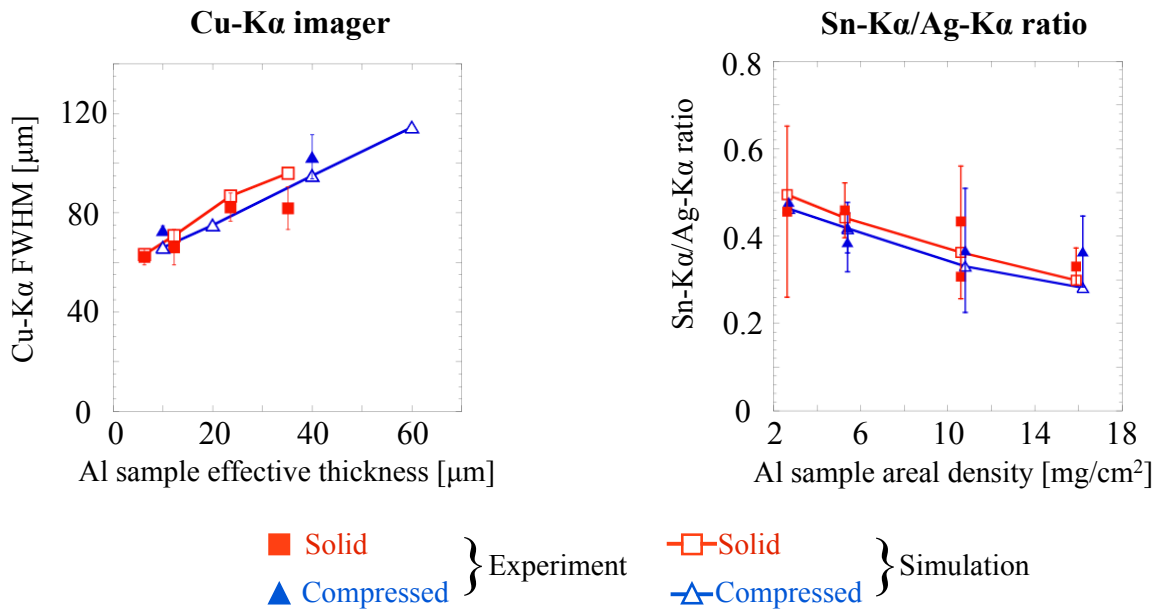 Cu-Kα imager
Cu-Kα FWHM [μm]
120
80
40
0
0 20 40 60
Al sample effective thickness [μm]
Sn-Kα/Ag-Kα ratio
Sn-Kα/Ag-Kα ratio
0.8
0.6
0.4
0.2
0
2 6 10 14 18
Al sample areal density [mg/cm²]
Solid
Compressed
} Experiment
Solid
Compressed
} Simulation